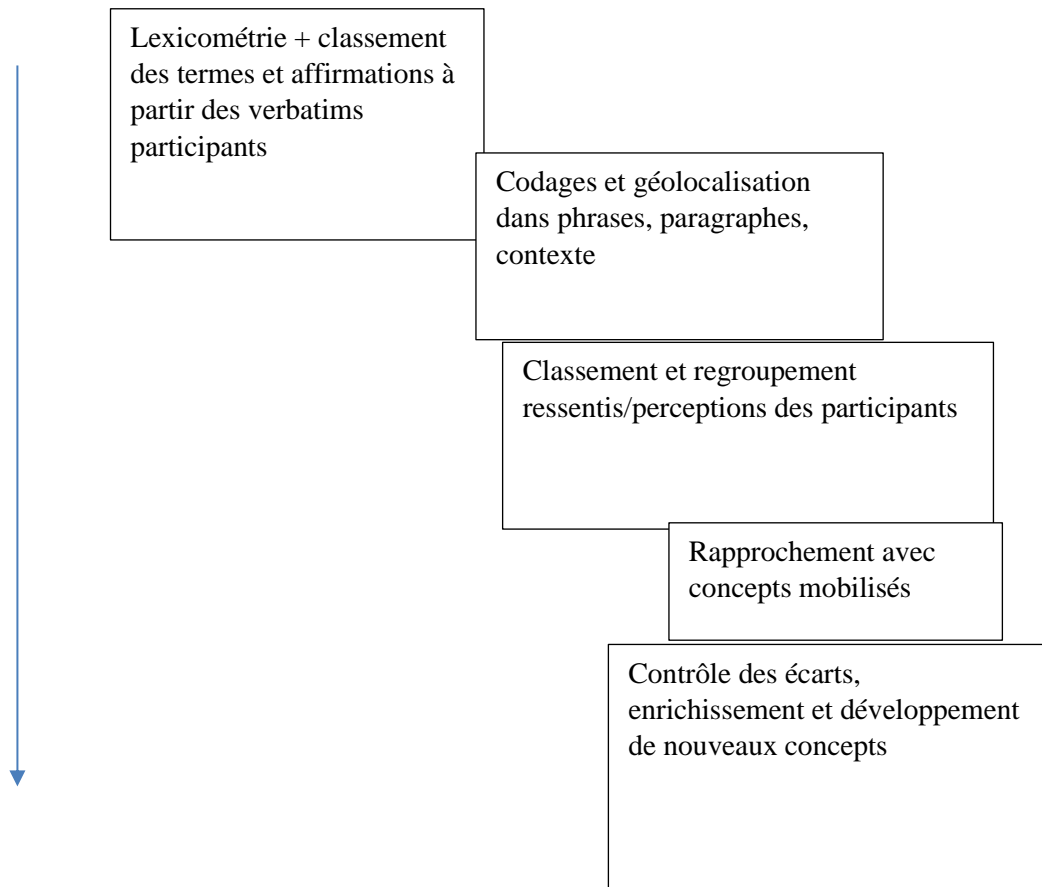 Lexicométrie + classement
des termes et affirmations à
partir des verbatims
participants
Codages et géolocalisation
dans phrases, paragraphes,
contexte
Classement et regroupement
ressentis/perceptions des participants
Rapprochement avec
concepts mobilisés
Contrôle des écarts,
enrichissement et développement
de nouveaux concepts